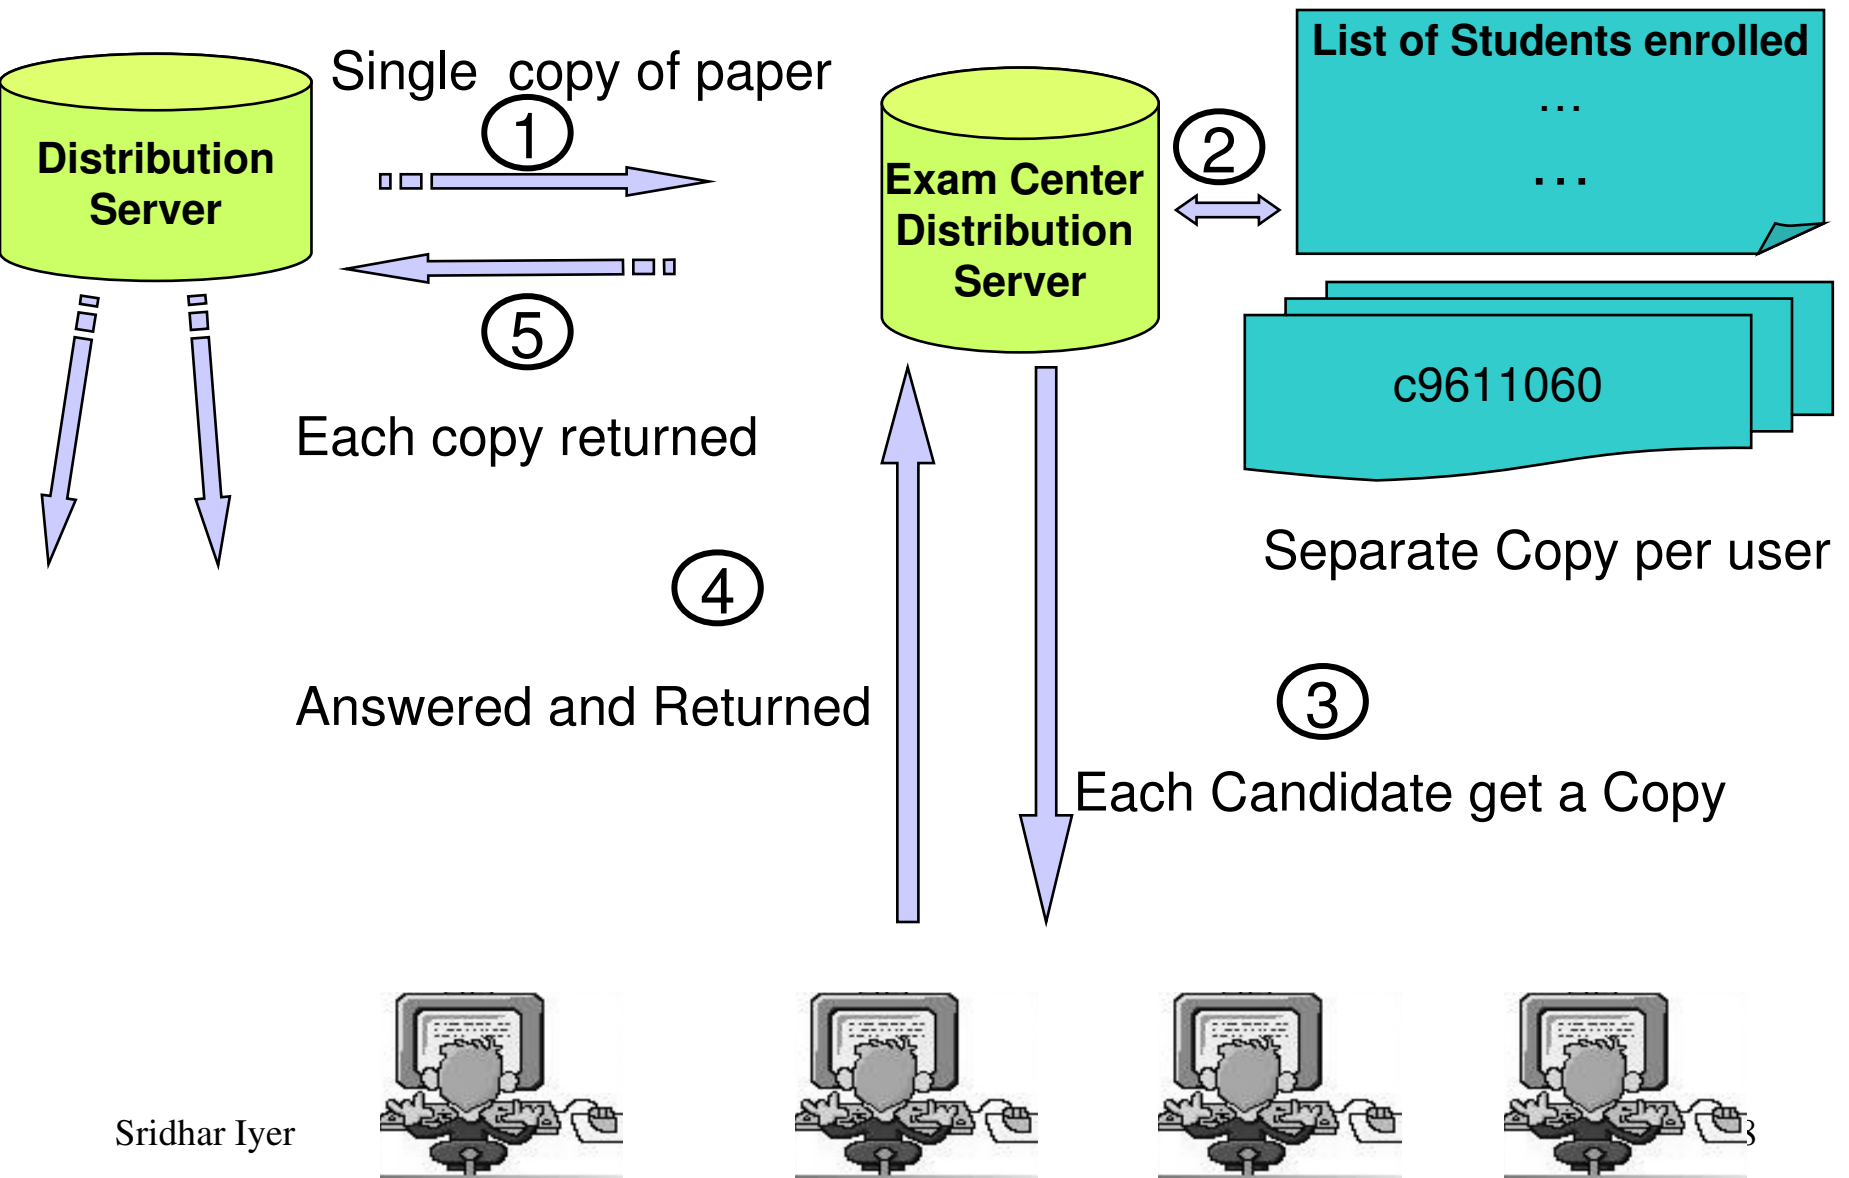 Single copy of paper
1
Distribution
Server
5
Each copy returned
Exam Center
Distribution
Server
2
List of Students enrolled
...
...
c9611060
Separate Copy per user
4
Answered and Returned
3
Each Candidate get a Copy
Sridhar Iyer